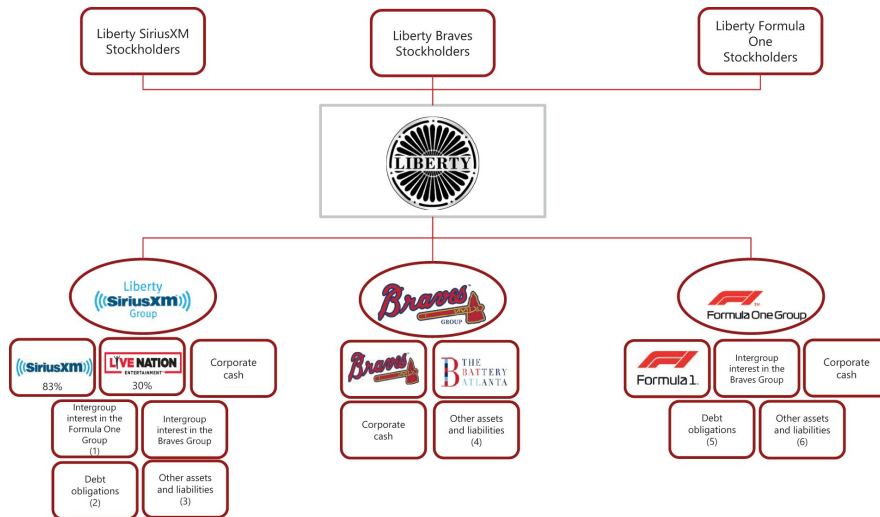 Liberty SiriusXM
Stockholders
Liberty Braves
Stockholders
Liberty Formula
One
Stockholders
LIBERTY
Liberty
SiriusXM
Group
Braves™
GROUP
F1™
Formula One Group
SiriusXM
83%
LIVE NATION
ENTERTAINMENT
30%
Corporate
cash
Intergroup
interest in the
Formula One
Group
(1)
Intergroup
interest in
the Braves Group
Debt
obligations
(2)
Other assets
and liabilities
(3)
Braves™
THE
BATTERY
ATLANTA
Corporate
cash
Other assets
and liabilities
(4)
F1
Formula 1
Intergroup
interest in the
Braves Group
Corporate
cash
Debt
obligations
(5)
Other assets
and liabilities
(6)